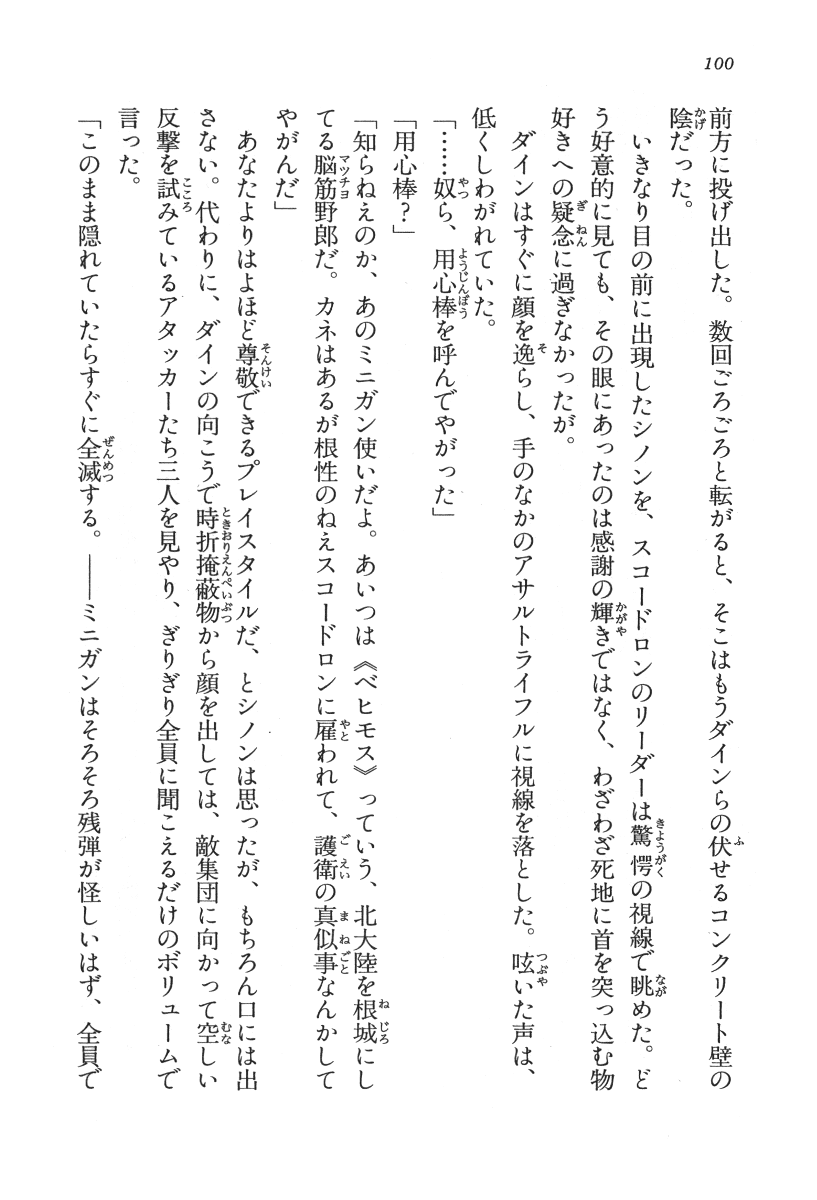 100
前方に投げ出した。数回ごろごろと転がると、そこはもうダインらの伏せるコンクリート壁の
陰だった。
　いきなり目の前に出現したシノンを、スコードロンのリーダーは驚愕の視線で眺めた。ど
う好意的に見ても、その眼にあったのは感謝の輝きではなく、わざわざ死地に首を突っ込む物
好きへの疑念に過ぎなかったが。
　ダインはすぐに顔を逸らし、手のなかのアサルトライフルに視線を落とした。呟いた声は、
低くしわがれていた。
「……奴ら、用心棒を呼んでやがった」
「用心棒？」
「知らねえのか、あのミニガン使いだよ。あいつは《ベヒモス》っていう、北大陸を根城にし
てる脳筋野郎だ。カネはあるが根性のねえスコードロンに雇われて、護衛の真似事なんかして
やがんだ」
　あなたよりはよほど尊敬できるプレイスタイルだ、とシノンは思ったが、もちろん口には出
さない。代わりに、ダインの向こうで時折掩蔽物から顔を出しては、敵集団に向かって空しい
反撃を試みているアタッカーたち三人を見やり、ぎりぎり全員に聞こえるだけのボリュームで
言った。
「このまま隠れていたらすぐに全滅する。――ミニガンはそろそろ残弾が怪しいはず、全員で